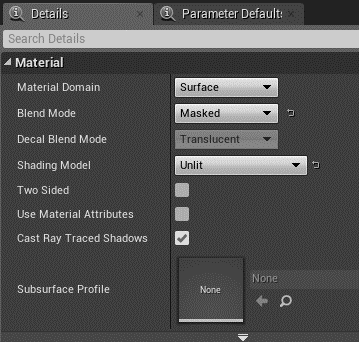 Details
Parameter Default
Search Details
Material
Material Domain Surface
Blend Mode Masked
Decal Blend Mode Translucent
Shading Model Unlit
Two Sided
Use Material Attributes
Cast Ray Traced Shadows
Subsurface Profile None None